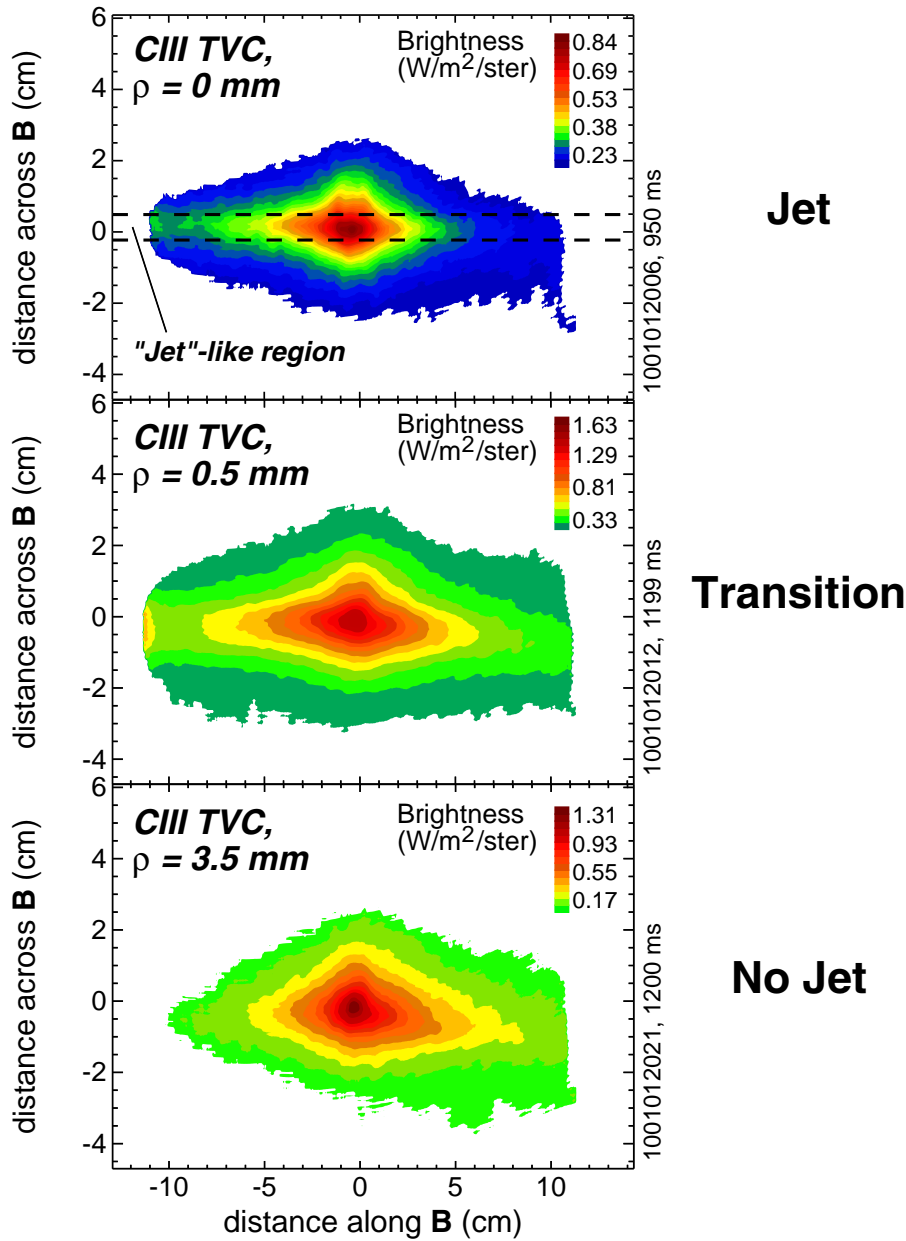 6
4
2
0
-2
-4
distance across B (cm)
CIII TVC,
ρ = 0 mm
Brightness
(W/m²/ster)
0.84
0.69
0.53
0.38
0.23
"Jet"-like region
1001012006, 950 ms
Jet
6
4
2
0
-2
-4
distance across B (cm)
CIII TVC,
ρ = 0.5 mm
Brightness
(W/m²/ster)
1.63
1.29
0.81
0.33
1001012012, 1199 ms
Transition
6
4
2
0
-2
-4
distance across B (cm)
CIII TVC,
ρ = 3.5 mm
Brightness
(W/m²/ster)
1.31
0.93
0.55
0.17
1001012021, 1200 ms
No Jet
-10 -5 0 5 10
distance along B (cm)